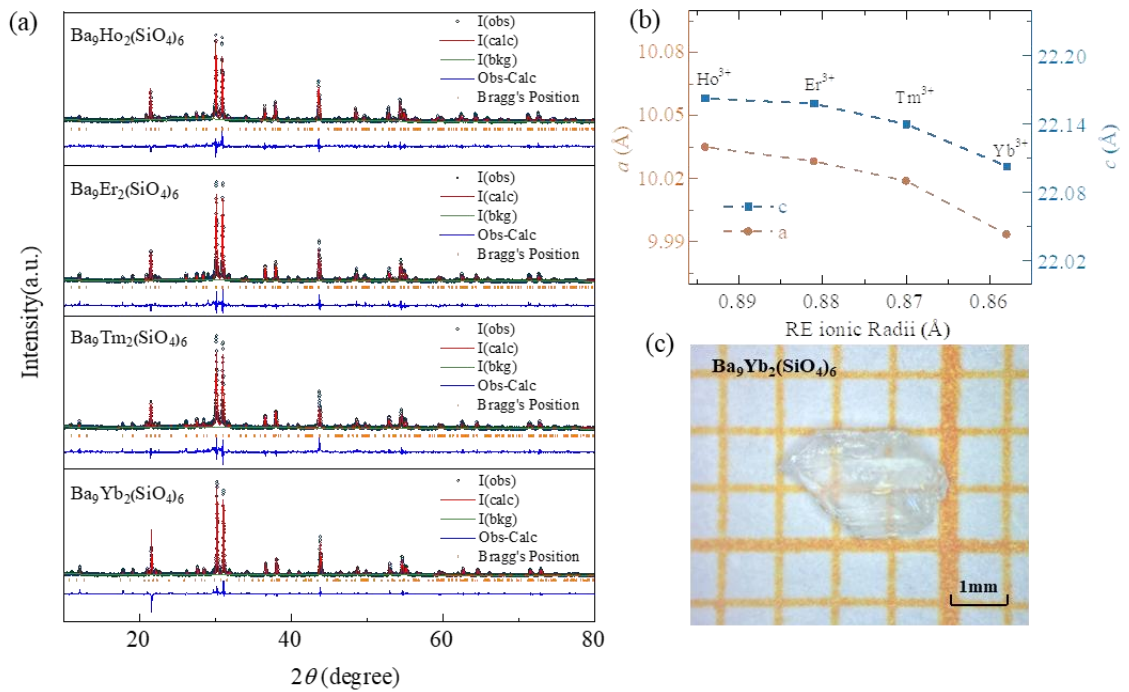 (a)
Ba₉Ho₂(SiO₄)₆
I(obs)
I(calc)
I(bkg)
Obs-Calc
Bragg's Position
Ba₉Er₂(SiO₄)₆
I(obs)
I(calc)
I(bkg)
Obs-Calc
Bragg's Position
Ba₉Tm₂(SiO₄)₆
I(obs)
I(calc)
I(bkg)
Obs-Calc
Bragg's Position
Ba₉Yb₂(SiO₄)₆
I(obs)
I(calc)
I(bkg)
Obs-Calc
Bragg's Position
Intensity(a.u.)
20 40 60 80
2θ (degree)
(b)
10.08
10.05
10.02
9.99
a (Å)
Ho³⁺
Er³⁺
Tm³⁺
Yb³⁺
c
a
22.20
22.14
22.08
22.02
c (Å)
0.89 0.88 0.87 0.86
RE ionic Radii (Å)
(c)
Ba₉Yb₂(SiO₄)₆
1mm